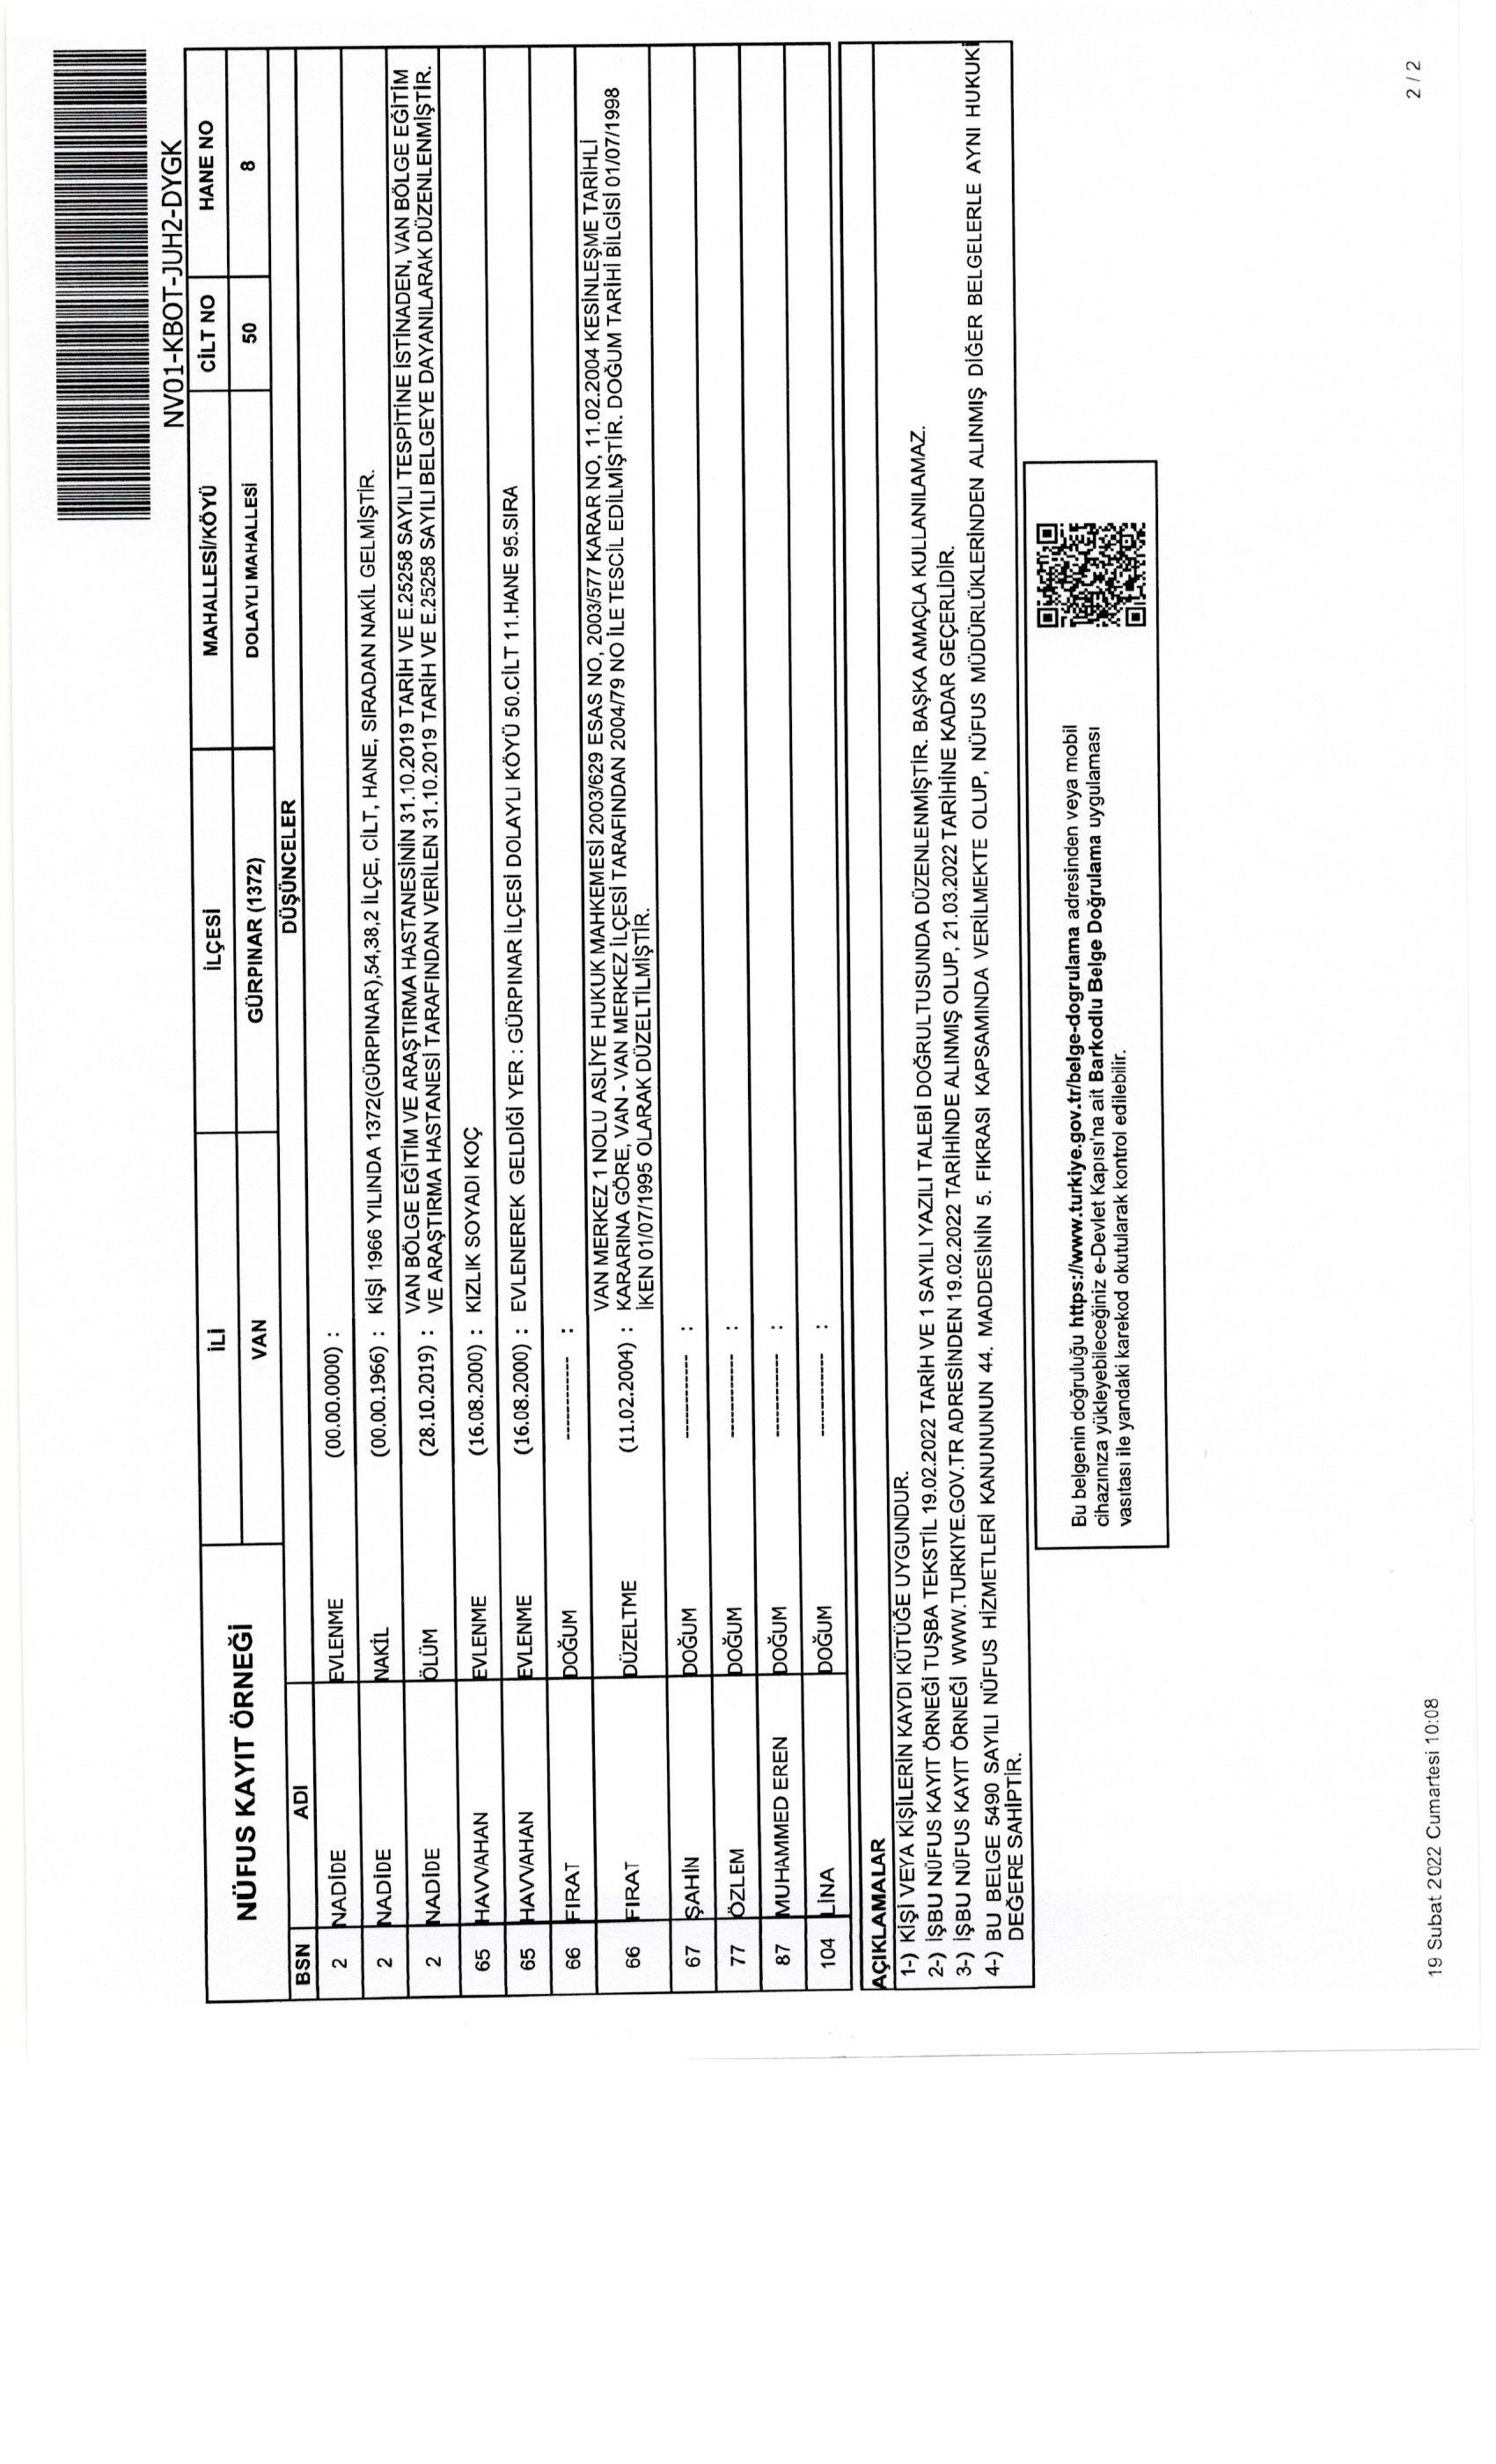 NV01-KBOT-JUH2-DYGK
NÜFUS KAYIT ÖRNEĞİ
İLİ İLÇESİ MAHALLESİ/KÖYÜ CİLT NO HANE NO
VAN GÜRPINAR (1372) DOLAYLI MAHALLESİ 50 8
BSN ADI DÜŞÜNCELER
2 NADİDE EVLENME (00.00.0000) :
2 NADİDE NAKİL (00.00.1966) : KİŞİ 1966 YILINDA 1372(GÜRPINAR),54,38,2 İLÇE, CİLT, HANE, SIRADAN NAKİL GELMİŞTİR.
2 NADİDE ÖLÜM (28.10.2019) : VAN BÖLGE EĞİTİM VE ARAŞTIRMA HASTANESİNİN 31.10.2019 TARİH VE E.25258 SAYILI TESPİTİNE İSTİNADEN, VAN BÖLGE EĞİTİM
VE ARAŞTIRMA HASTANESİ TARAFINDAN VERİLEN 31.10.2019 TARİH VE E.25258 SAYILI BELGEYE DAYANILARAK DÜZENLENMİŞTİR.
65 HAVVAHAN EVLENME (16.08.2000) : KIZLIK SOYADI KOÇ
65 HAVVAHAN EVLENME (16.08.2000) : EVLENEREK GELDİĞİ YER : GÜRPINAR İLÇESİ DOLAYLI KÖYÜ 50.CİLT 11.HANE 95.SIRA
66 FIRAT DOĞUM ------------ :
66 FIRAT DÜZELTME (11.02.2004) : VAN MERKEZ 1 NOLU ASLİYE HUKUK MAHKEMESİ 2003/629 ESAS NO, 2003/577 KARAR NO, 11.02.2004 KESİNLEŞME TARİHLİ
KARARINA GÖRE, VAN - VAN MERKEZ İLÇESİ TARAFINDAN 2004/79 NO İLE TESCİL EDİLMİŞTİR. DOĞUM TARİHİ BİLGİSİ 01/07/1998
İKEN 01/07/1995 OLARAK DÜZELTİLMİŞTİR.
67 ŞAHİN DOĞUM ------------ :
77 ÖZLEM DOĞUM ------------ :
87 MUHAMMED EREN DOĞUM ------------ :
104 LİNA DOĞUM ------------ :
AÇIKLAMALAR
1-) KİŞİ VEYA KİŞİLERİN KAYDI KÜTÜĞE UYGUNDUR.
2-) İŞBU NÜFUS KAYIT ÖRNEĞİ TUŞBA TEKSTİL 19.02.2022 TARİH VE 1 SAYILI YAZILI TALEBİ DOĞRULTUSUNDA DÜZENLENMİŞTİR. BAŞKA AMAÇLA KULLANILAMAZ.
3-) İŞBU NÜFUS KAYIT ÖRNEĞİ WWW.TURKIYE.GOV.TR ADRESİNDEN 19.02.2022 TARİHİNDE ALINMIŞ OLUP, 21.03.2022 TARİHİNE KADAR GEÇERLİDİR.
4-) BU BELGE 5490 SAYILI NÜFUS HİZMETLERİ KANUNUNUN 44. MADDESİNİN 5. FIKRASI KAPSAMINDA VERİLMEKTE OLUP, NÜFUS MÜDÜRLÜKLERİNDEN ALINMIŞ DİĞER BELGELERLE AYNI HUKUKİ
DEĞERE SAHİPTİR.
Bu belgenin doğruluğu https://www.turkiye.gov.tr/belge-dogrulama adresinden veya mobil
cihazınıza yükleyebileceğiniz e-Devlet Kapısı'na ait Barkodlu Belge Doğrulama uygulaması
vasıtası ile yandaki karekod okutularak kontrol edilebilir.
19 Subat 2022 Cumartesi 10:08
2 / 2